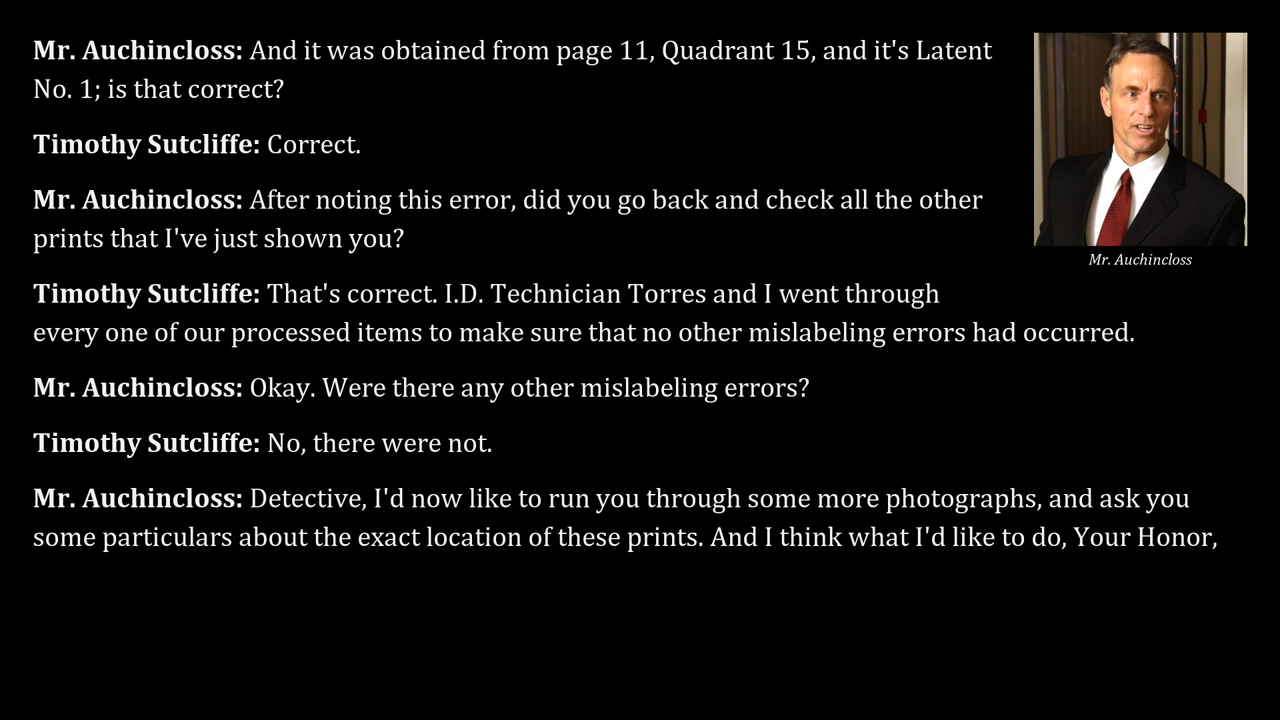 Mr. Auchincloss: And it was obtained from page 11, Quadrant 15, and it's Latent
No. 1; is that correct?
Timothy Sutcliffe: Correct.
Mr. Auchincloss: After noting this error, did you go back and check all the other
prints that I've just shown you?
Mr. Auchincloss
Timothy Sutcliffe: That's correct. I.D. Technician Torres and I went through
every one of our processed items to make sure that no other mislabeling errors had occurred.
Mr. Auchincloss: Okay. Were there any other mislabeling errors?
Timothy Sutcliffe: No, there were not.
Mr. Auchincloss: Detective, I'd now like to run you through some more photographs, and ask you
some particulars about the exact location of these prints. And I think what I'd like to do, Your Honor,